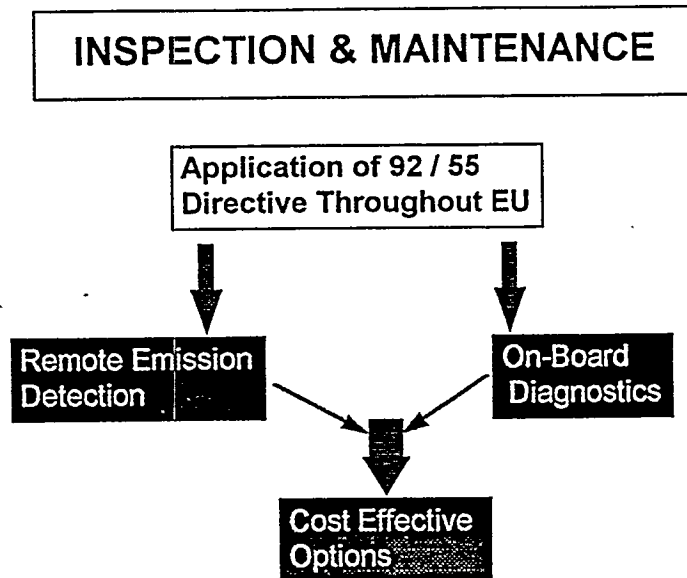 INSPECTION & MAINTENANCE
Application of 92 / 55
Directive Throughout EU
Remote Emission
Detection
On-Board
Diagnostics
Cost Effective
Options